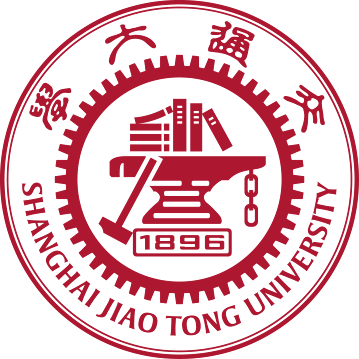 交通大學
1896
SHANGHAI JIAO TONG UNIVERSITY